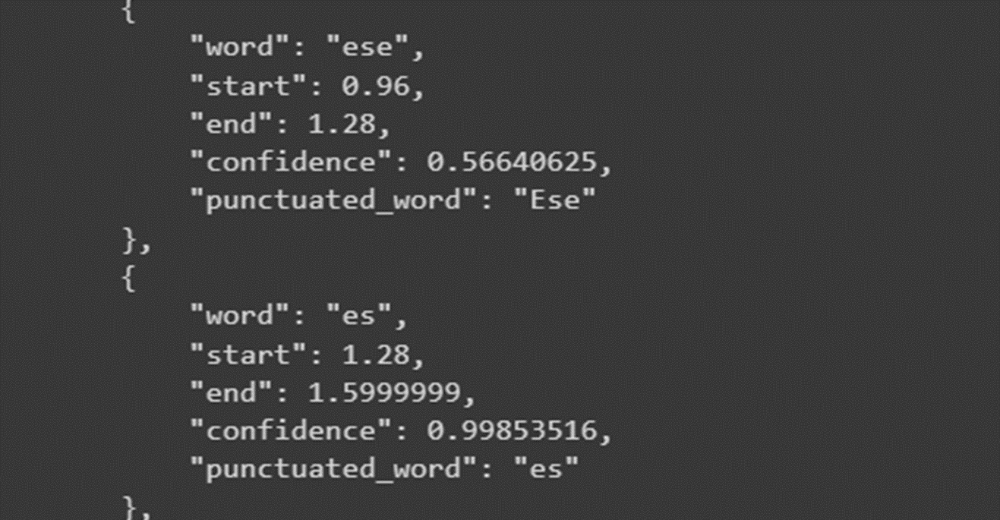 {
"word": "ese",
"start": 0.96,
"end": 1.28,
"confidence": 0.56640625,
"punctuated_word": "Ese"
},
{
"word": "es",
"start": 1.28,
"end": 1.5999999,
"confidence": 0.99853516,
"punctuated_word": "es"
},